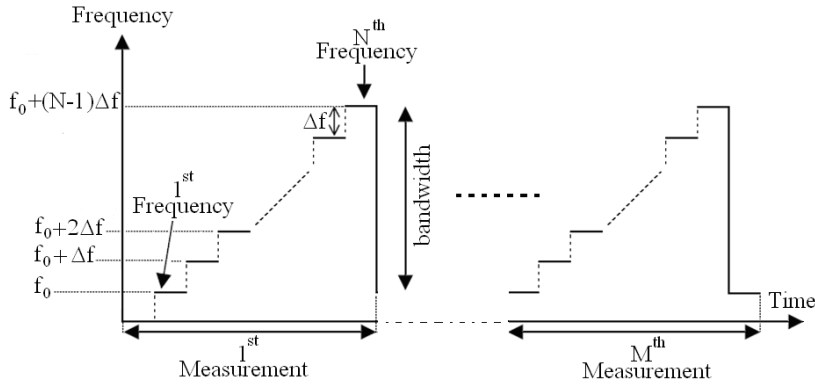 Frequency
N^th
Frequency
f₀+(N-1)Δf
Δf
1^st
Frequency
bandwidth
f₀+2Δf
f₀+Δf
f₀
Time
1^st
Measurement
M^th
Measurement